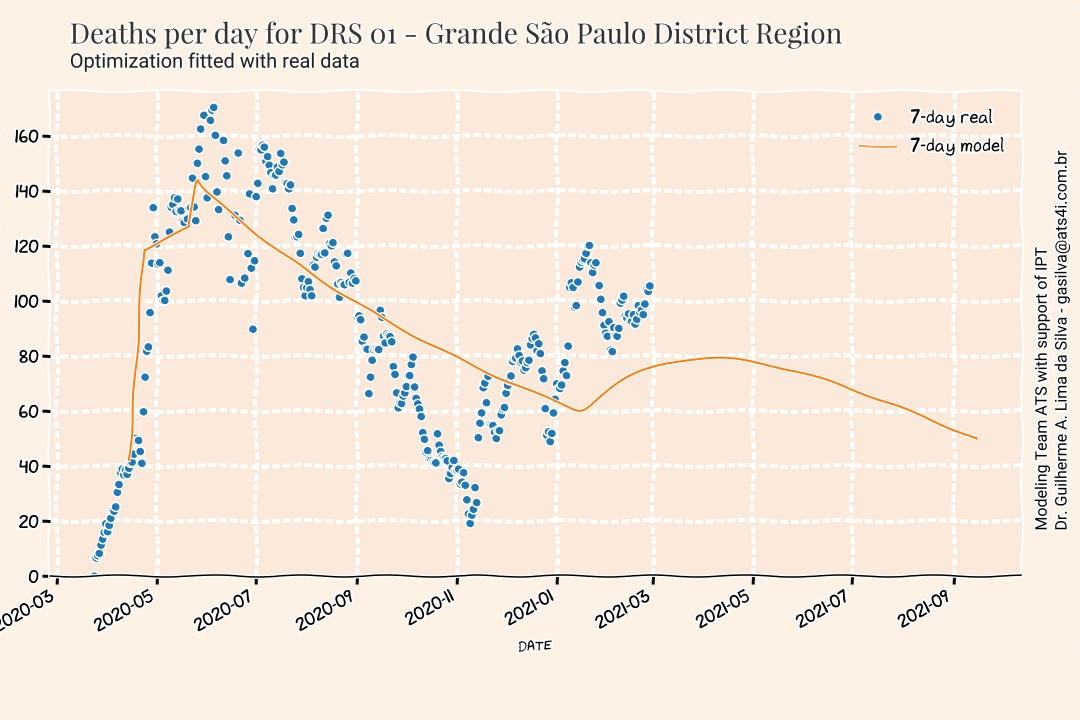 Deaths per day for DRS 01 - Grande São Paulo District Region
Optimization fitted with real data
7-day real
7-day model
160
140
120
100
80
60
40
20
0
2020-03
2020-05
2020-07
2020-09
2020-11
2021-01
2021-03
2021-05
2021-07
2021-09
DATE
Modeling Team ATS with support of IPT
Dr. Guilherme A. Lima da Silva - gasilva@ats4i.com.br